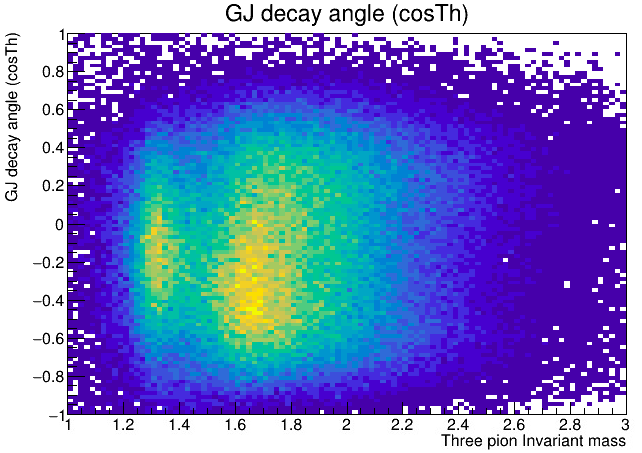 GJ decay angle (cosTh)
GJ decay angle (cosTh)
1
0.8
0.6
0.4
0.2
0
−0.2
−0.4
−0.6
−0.8
−1
1 1.2 1.4 1.6 1.8 2 2.2 2.4 2.6 2.8 3
Three pion Invariant mass